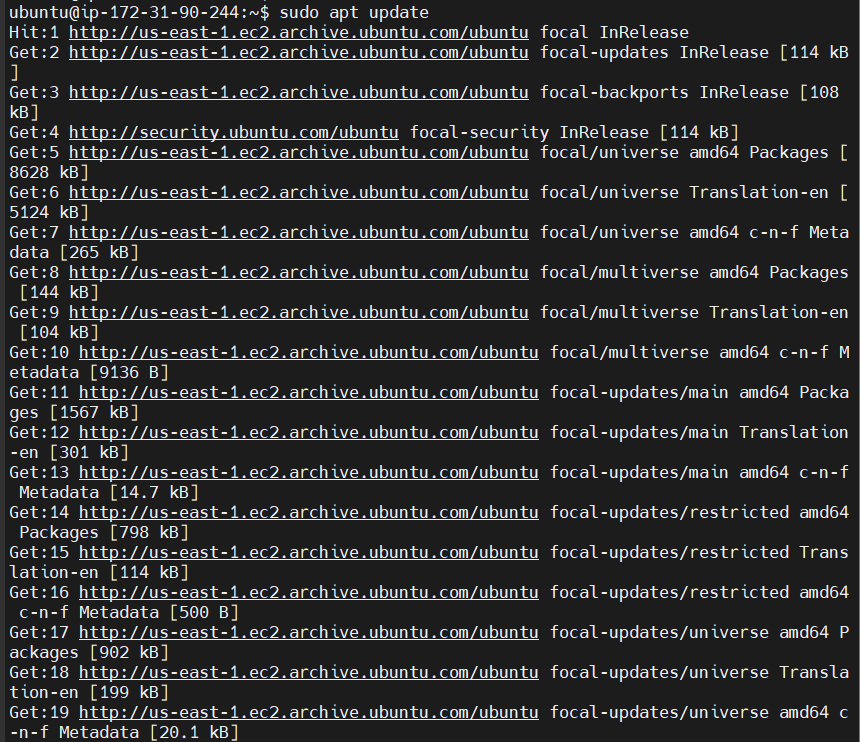 ubuntu@ip-172-31-90-244:~$ sudo apt update
Hit:1 http://us-east-1.ec2.archive.ubuntu.com/ubuntu focal InRelease
Get:2 http://us-east-1.ec2.archive.ubuntu.com/ubuntu focal-updates InRelease [114 kB
]
Get:3 http://us-east-1.ec2.archive.ubuntu.com/ubuntu focal-backports InRelease [108
kB]
Get:4 http://security.ubuntu.com/ubuntu focal-security InRelease [114 kB]
Get:5 http://us-east-1.ec2.archive.ubuntu.com/ubuntu focal/universe amd64 Packages [
8628 kB]
Get:6 http://us-east-1.ec2.archive.ubuntu.com/ubuntu focal/universe Translation-en [
5124 kB]
Get:7 http://us-east-1.ec2.archive.ubuntu.com/ubuntu focal/universe amd64 c-n-f Meta
data [265 kB]
Get:8 http://us-east-1.ec2.archive.ubuntu.com/ubuntu focal/multiverse amd64 Packages
 [144 kB]
Get:9 http://us-east-1.ec2.archive.ubuntu.com/ubuntu focal/multiverse Translation-en
 [104 kB]
Get:10 http://us-east-1.ec2.archive.ubuntu.com/ubuntu focal/multiverse amd64 c-n-f M
etadata [9136 B]
Get:11 http://us-east-1.ec2.archive.ubuntu.com/ubuntu focal-updates/main amd64 Packa
ges [1567 kB]
Get:12 http://us-east-1.ec2.archive.ubuntu.com/ubuntu focal-updates/main Translation
-en [301 kB]
Get:13 http://us-east-1.ec2.archive.ubuntu.com/ubuntu focal-updates/main amd64 c-n-f
 Metadata [14.7 kB]
Get:14 http://us-east-1.ec2.archive.ubuntu.com/ubuntu focal-updates/restricted amd64
 Packages [798 kB]
Get:15 http://us-east-1.ec2.archive.ubuntu.com/ubuntu focal-updates/restricted Trans
lation-en [114 kB]
Get:16 http://us-east-1.ec2.archive.ubuntu.com/ubuntu focal-updates/restricted amd64
 c-n-f Metadata [500 B]
Get:17 http://us-east-1.ec2.archive.ubuntu.com/ubuntu focal-updates/universe amd64 P
ackages [902 kB]
Get:18 http://us-east-1.ec2.archive.ubuntu.com/ubuntu focal-updates/universe Transla
tion-en [199 kB]
Get:19 http://us-east-1.ec2.archive.ubuntu.com/ubuntu focal-updates/universe amd64 c
-n-f Metadata [20.1 kB]